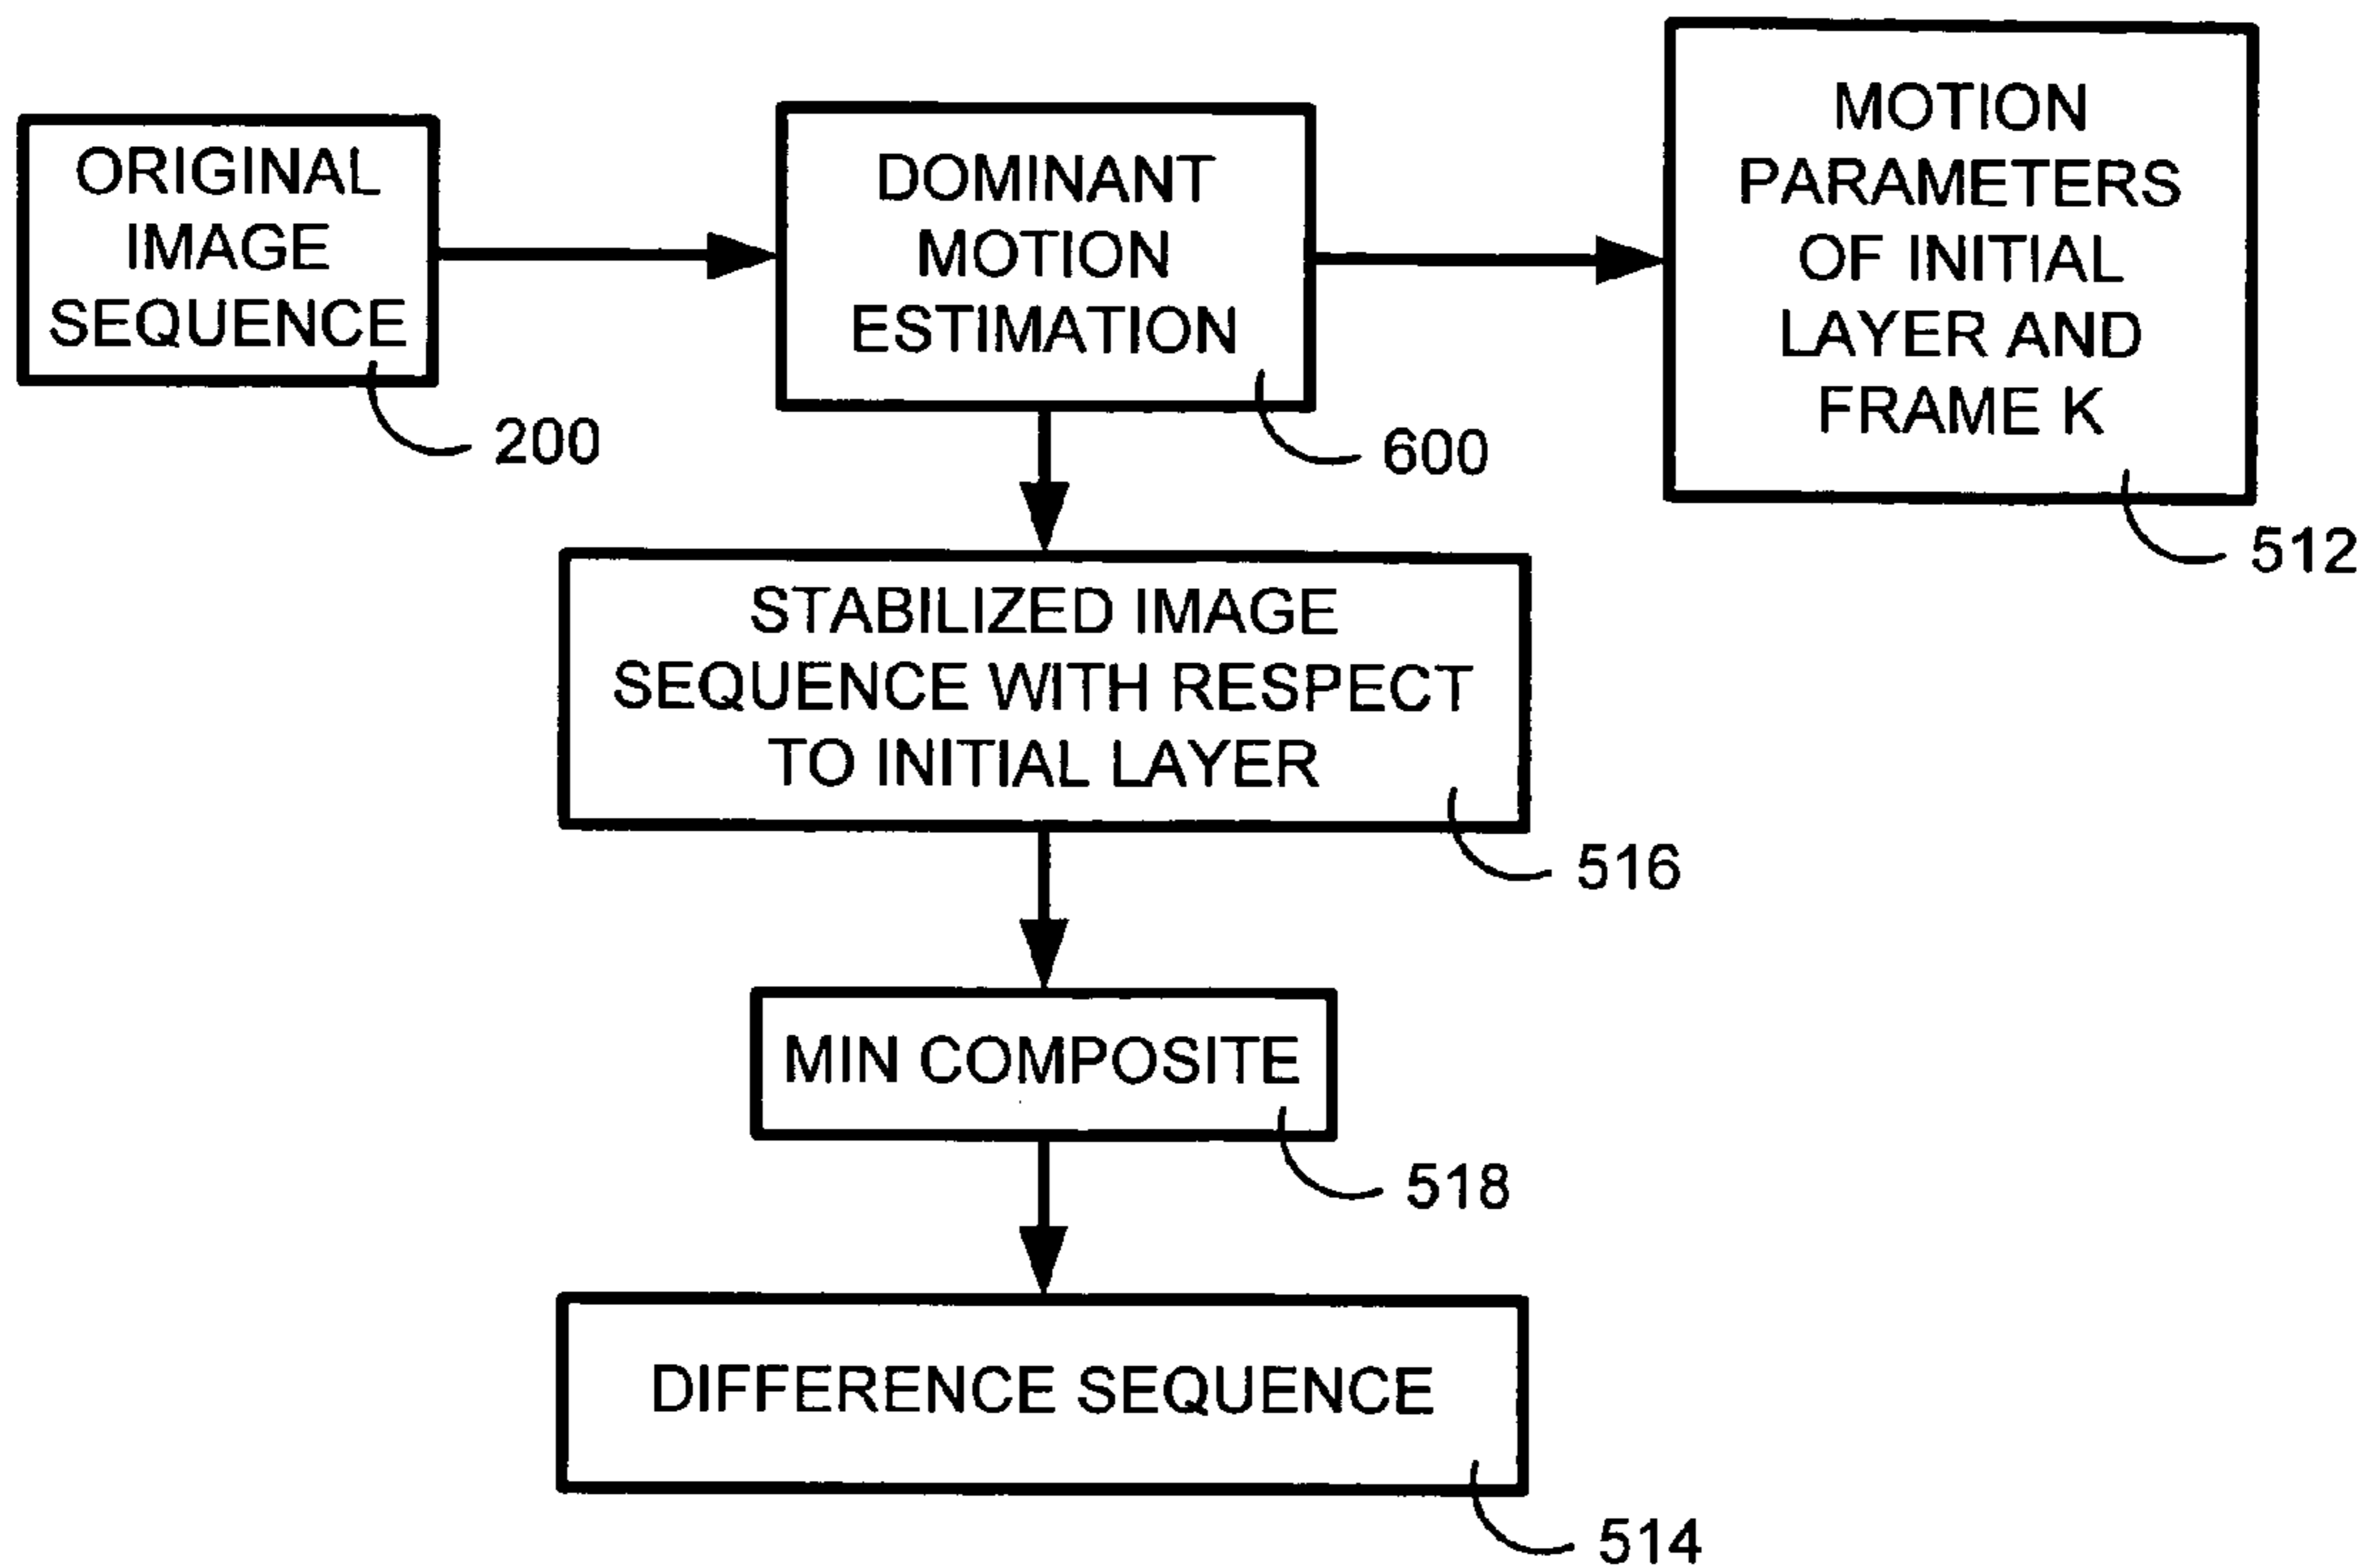 ORIGINAL
IMAGE
SEQUENCE
200
DOMINANT
MOTION
ESTIMATION
600
MOTION
PARAMETERS
OF INITIAL
LAYER AND
FRAME K
512
STABILIZED IMAGE
SEQUENCE WITH RESPECT
TO INITIAL LAYER
516
MIN COMPOSITE
518
DIFFERENCE SEQUENCE
514